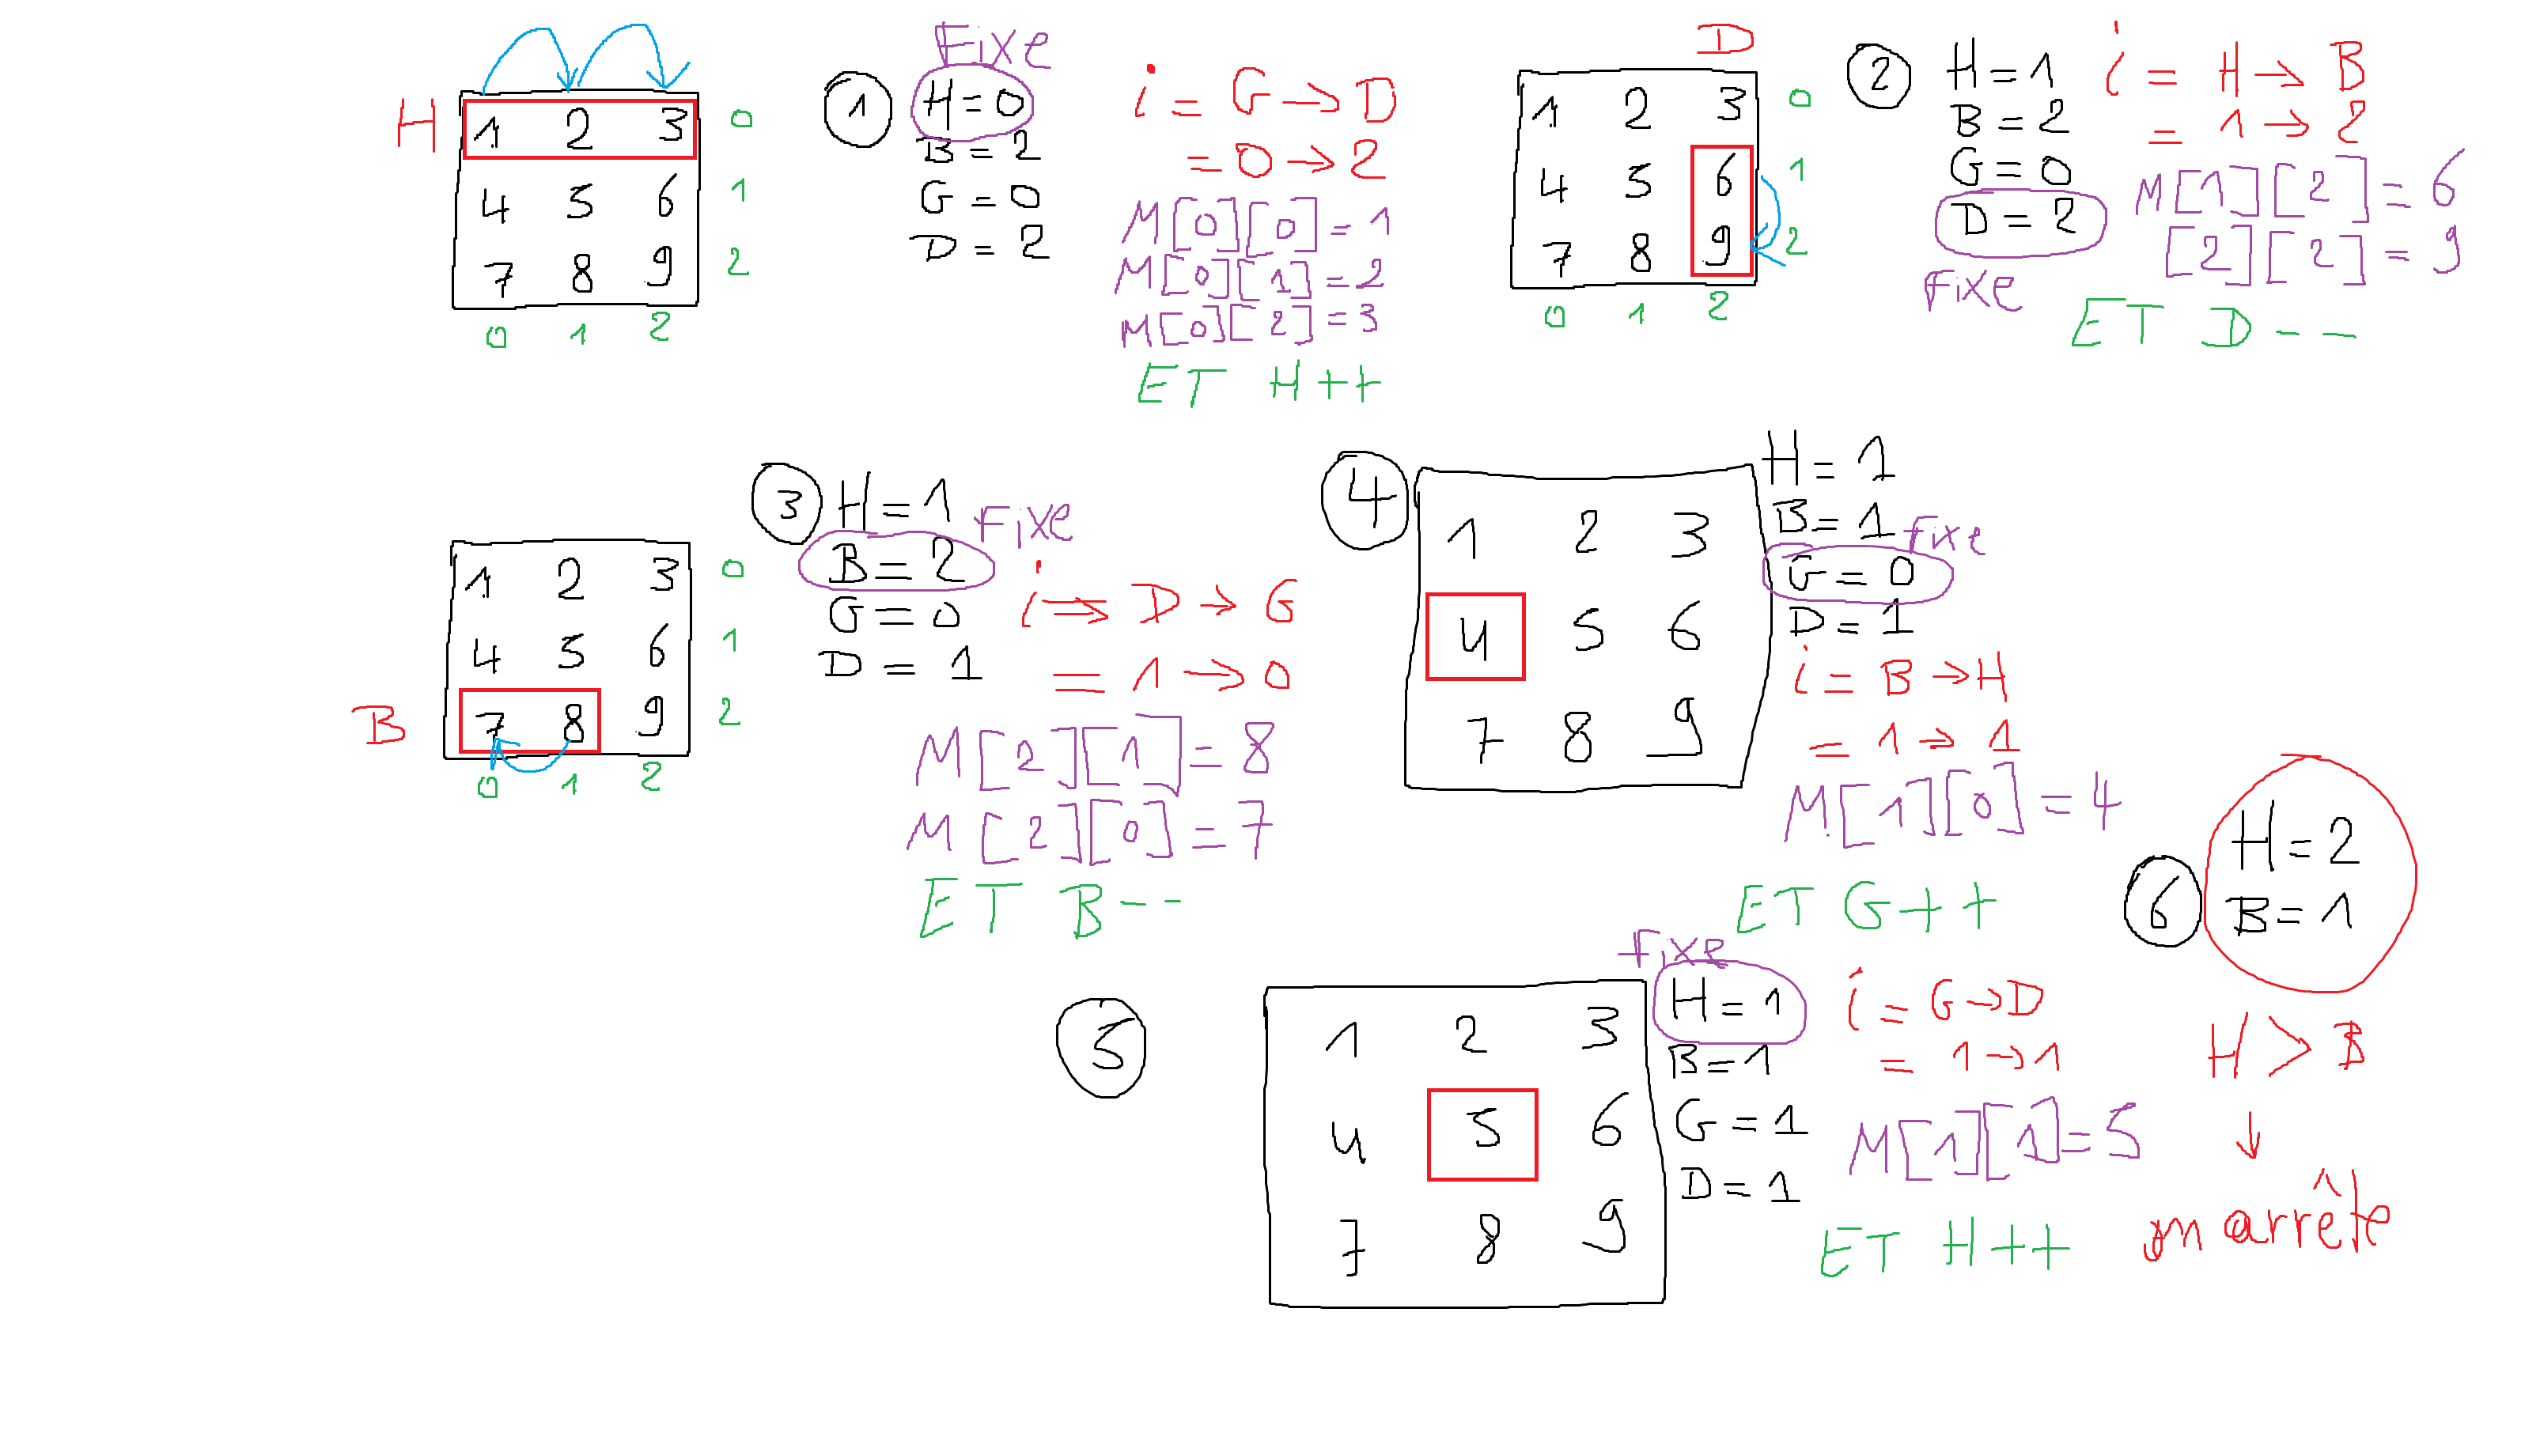 H
1 2 3 0
4 5 6 1
7 8 9 2
0 1 2
1
Fixe
H = 0
B = 2
G = 0
D = 2
i = G → D
= 0 → 2
M[0][0] = 1
M[0][1] = 2
M[0][2] = 3
ET H++
D
1 2 3 0
4 5 6 1
7 8 9 2
0 1 2
2
H = 1
B = 2
G = 0
D = 2
Fixe
i = H → B
= 1 → 2
M[1][2] = 6
[2][2] = 9
ET D--
1 2 3 0
4 5 6 1
B 7 8 9 2
0 1 2
3
H = 1
B = 2 Fixe
G = 0
D = 1
i => D → G
= 1 → 0
M[2][1] = 8
M[2][0] = 7
ET B--
4
1 2 3
4 5 6
7 8 9
H = 1
B = 1
G = 0 Fixe
D = 1
i = B → H
= 1 → 1
M[1][0] = 4
ET G++
5
1 2 3
4 5 6
7 8 9
Fixe
H = 1
B = 1
G = 1
D = 1
i = G → D
= 1 → 1
M[1][1] = 5
ET H++
6
H = 2
B = 1
H > B
↓
on arrête